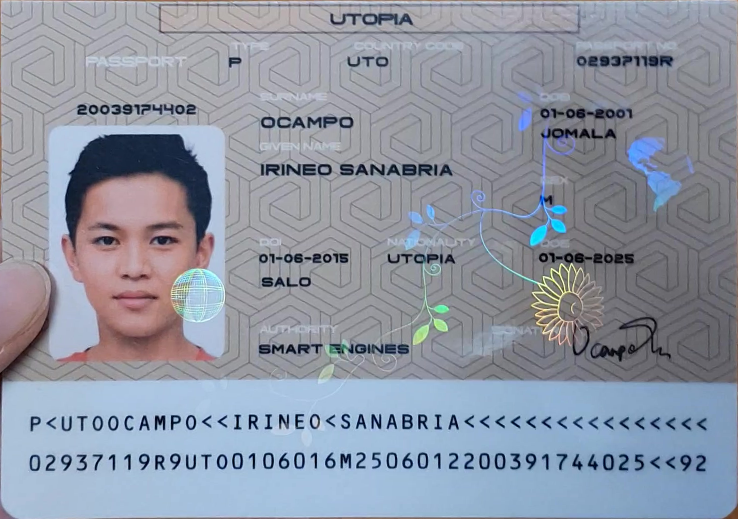 UTOPIA
TYPE COUNTRY CODE PASSPORT NO
PASSPORT P UTO 02937119R
20039174402
SURNAME DOB
OCAMPO 01-06-2001
JOMALA
GIVEN NAME
IRINEO SANABRIA
SEX
M
DOI NATIONALITY DOE
01-06-2015 UTOPIA 01-06-2025
SALO
AUTHORITY
SMART ENGINES
Ocampo
P<UTOOCAMPO<<IRINEO<SANABRIA<<<<<<<<<<<<<<<<
02937119R9UTO0106016M2506012200391744025<<92